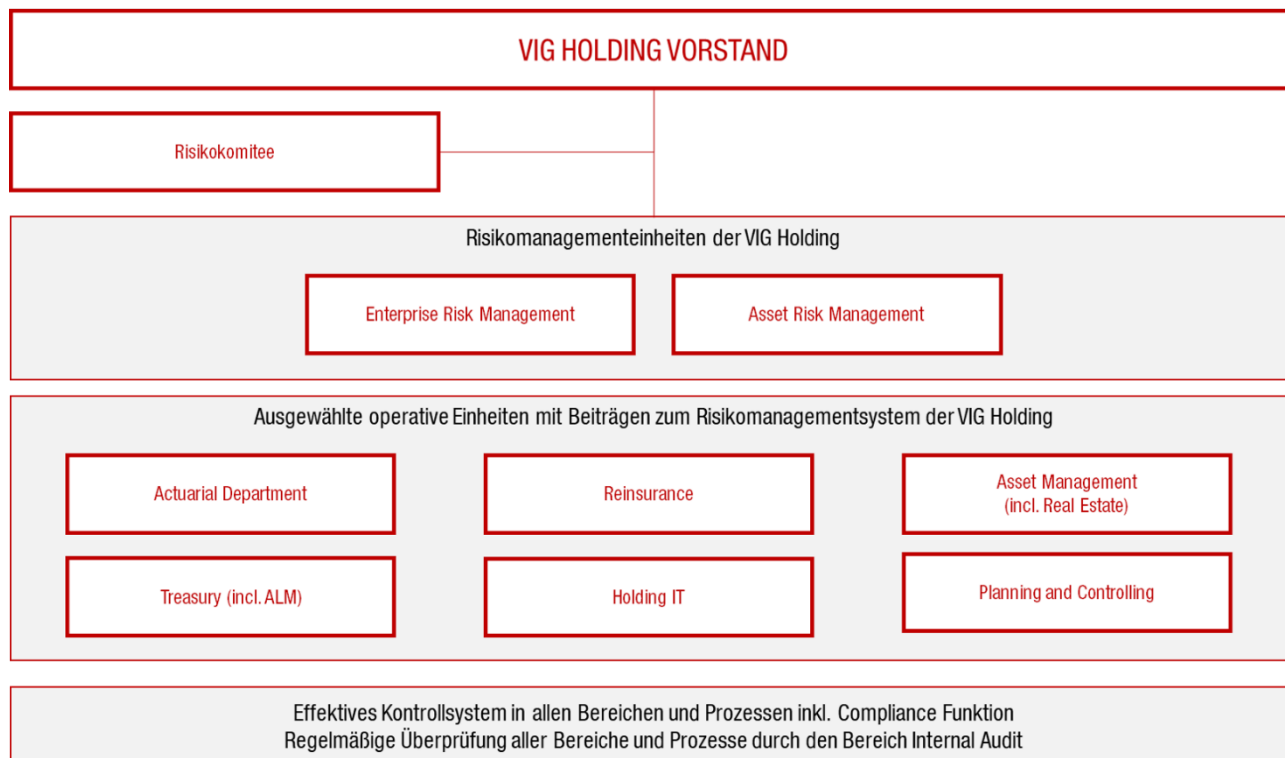 VIG HOLDING VORSTAND
Risikokomitee
Risikomanagementeinheiten der VIG Holding
Enterprise Risk Management
Asset Risk Management
Ausgewählte operative Einheiten mit Beiträgen zum Risikomanagementsystem der VIG Holding
Actuarial Department
Reinsurance
Asset Management
(incl. Real Estate)
Treasury (incl. ALM)
Holding IT
Planning and Controlling
Effektives Kontrollsystem in allen Bereichen und Prozessen inkl. Compliance Funktion
Regelmäßige Überprüfung aller Bereiche und Prozesse durch den Bereich Internal Audit